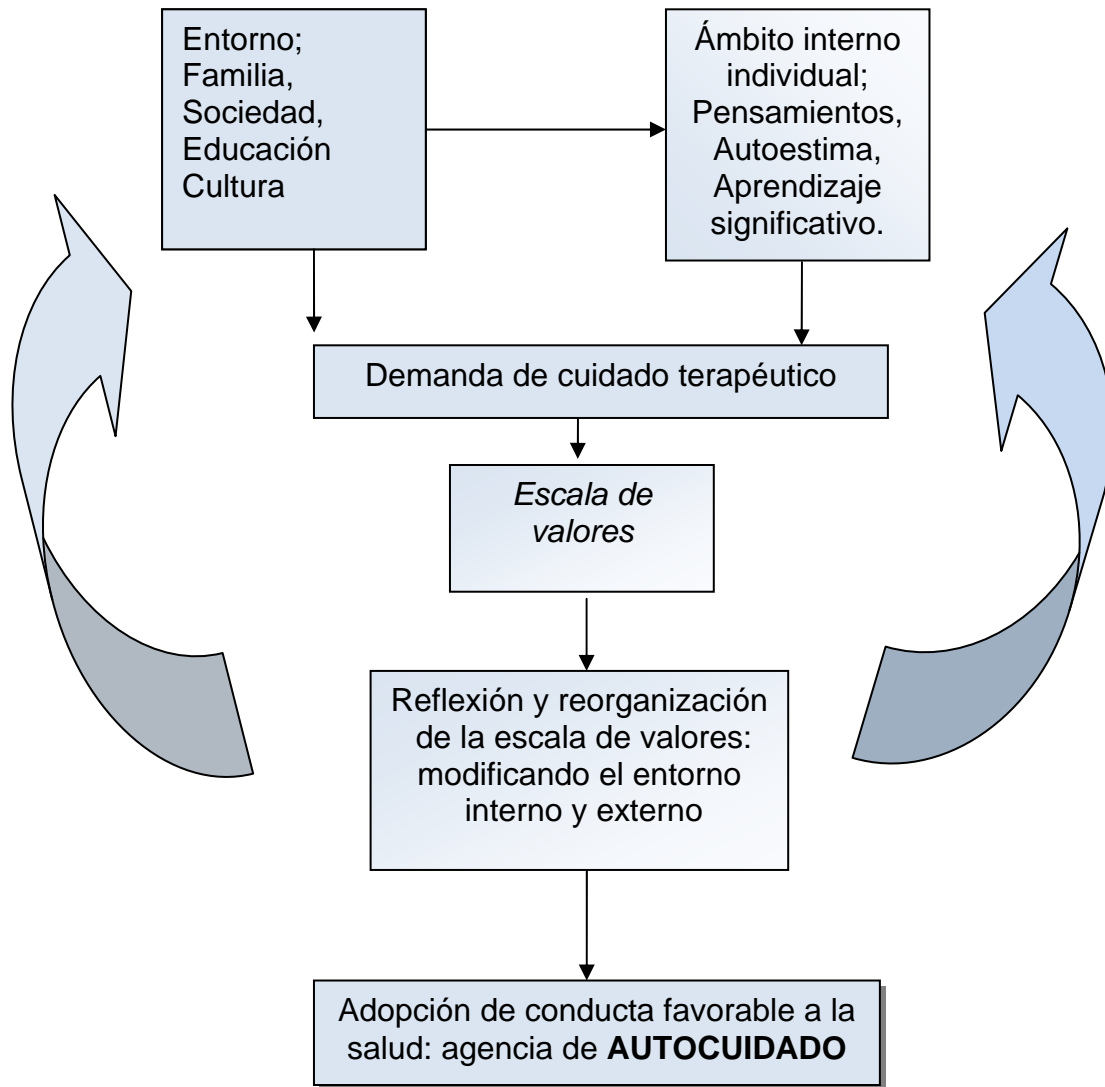 Entorno;
Familia,
Sociedad,
Educación
Cultura
Ámbito interno
individual;
Pensamientos,
Autoestima,
Aprendizaje
significativo.
Demanda de cuidado terapéutico
Escala de
valores
Reflexión y reorganización
de la escala de valores:
modificando el entorno
interno y externo
Adopción de conducta favorable a la
salud: agencia de AUTOCUIDADO